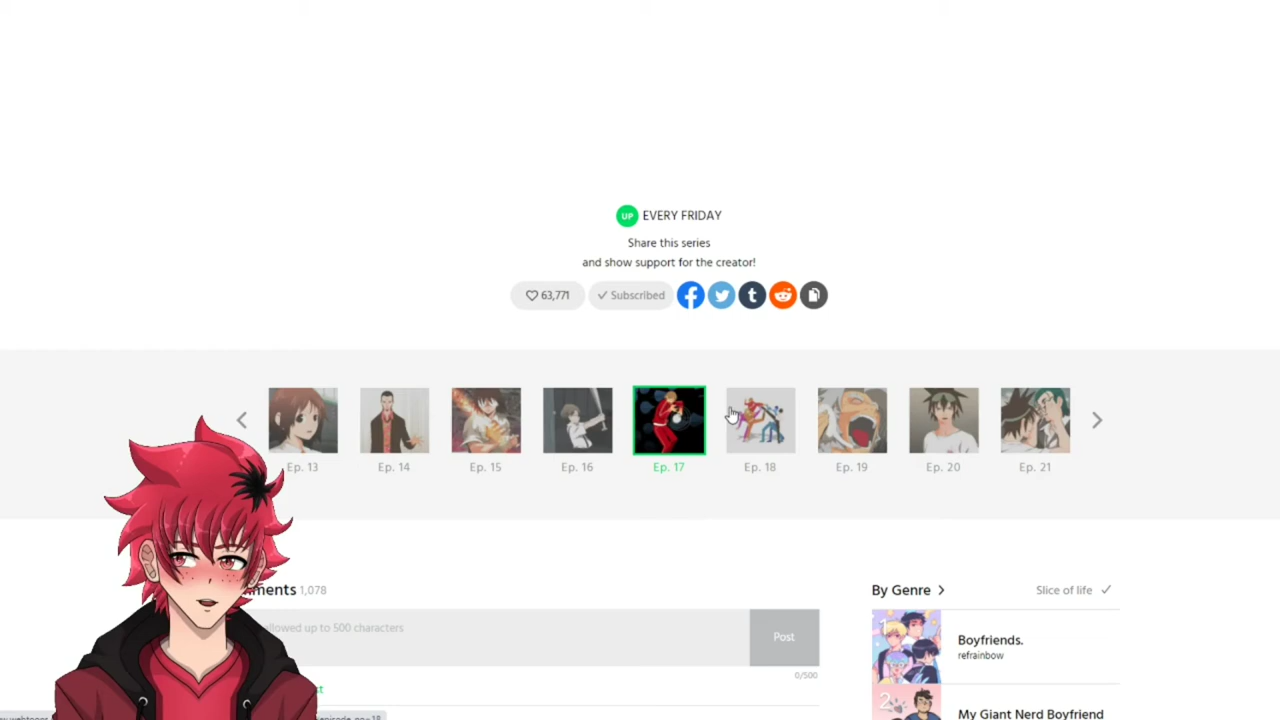 UP EVERY FRIDAY
Share this series
and show support for the creator!
63,771 Subscribed
Ep. 13 Ep. 14 Ep. 15 Ep. 16 Ep. 17 Ep. 18 Ep. 19 Ep. 20 Ep. 21
1,078
up to 500 characters
Post
0/500
By Genre Slice of life
1
Boyfriends.
refrainbow
2
My Giant Nerd Boyfriend